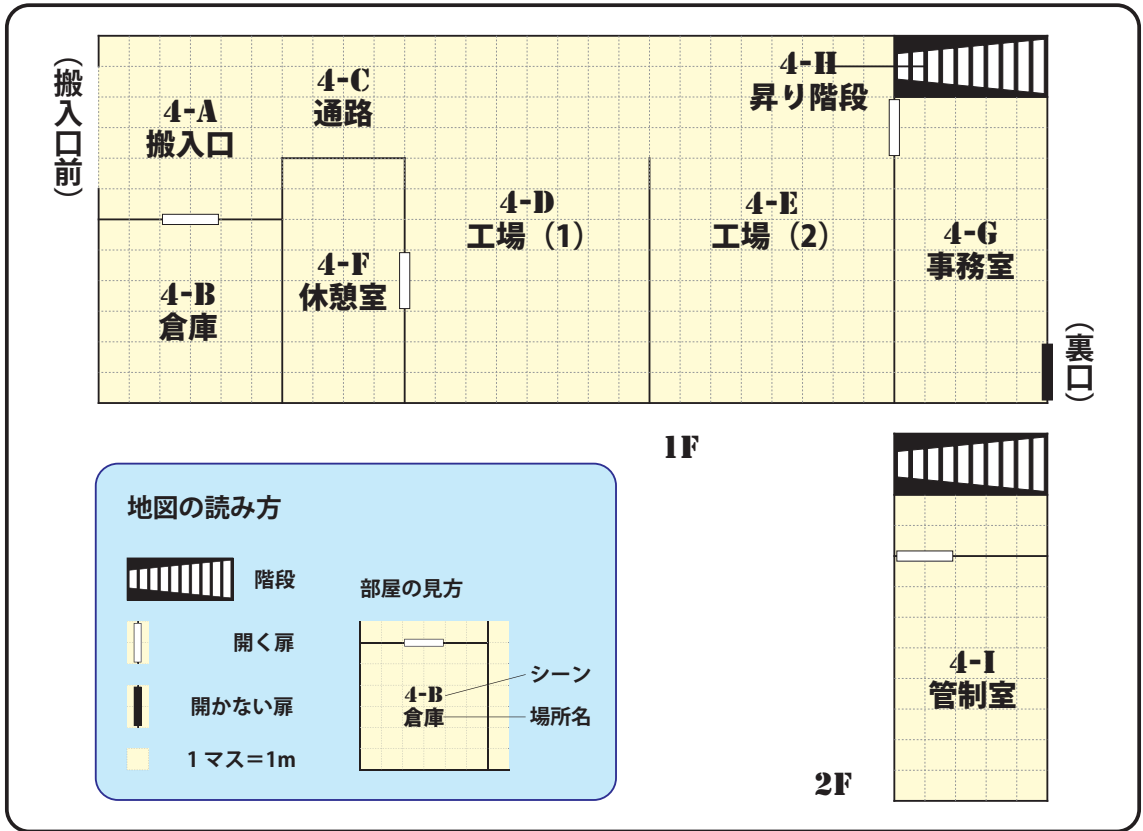 （搬入口前）
4-A
搬入口
4-C
通路
4-H
昇り階段
4-D
工場（1）
4-E
工場（2）
4-G
事務室
4-B
倉庫
4-F
休憩室
（裏口）
1F
地図の読み方
階段
開く扉
開かない扉
1マス＝1m
部屋の見方
4-B
倉庫
シーン
場所名
4-I
管制室
2F